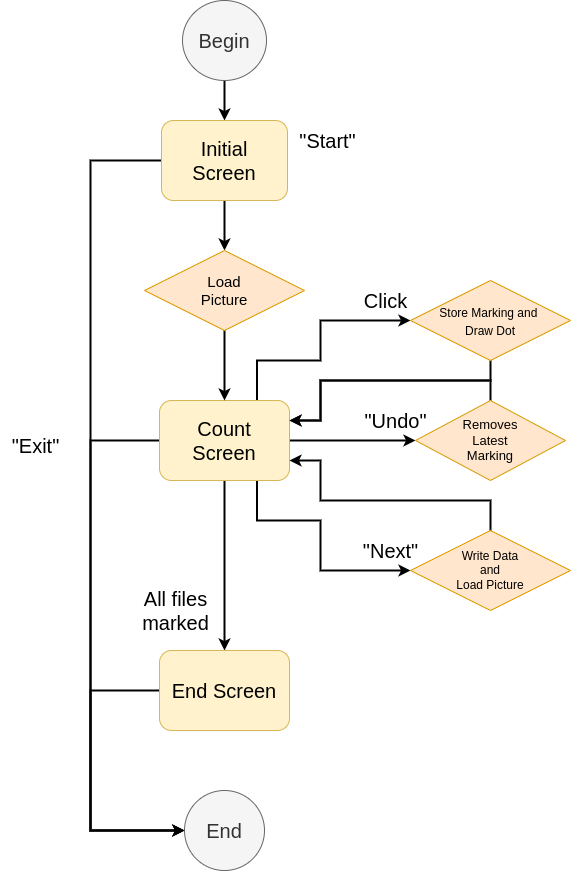 Begin
Initial
Screen
"Start"
Load
Picture
Click
Store Marking and
Draw Dot
Count
Screen
"Undo"
Removes
Latest
Marking
"Exit"
"Next"
Write Data
and
Load Picture
All files
marked
End Screen
End